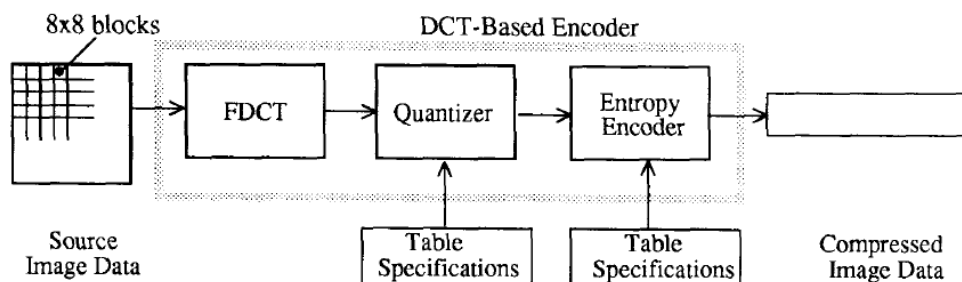 8x8 blocks
DCT-Based Encoder
FDCT
Quantizer
Entropy
Encoder
Source
Image Data
Table
Specifications
Table
Specifications
Compressed
Image Data